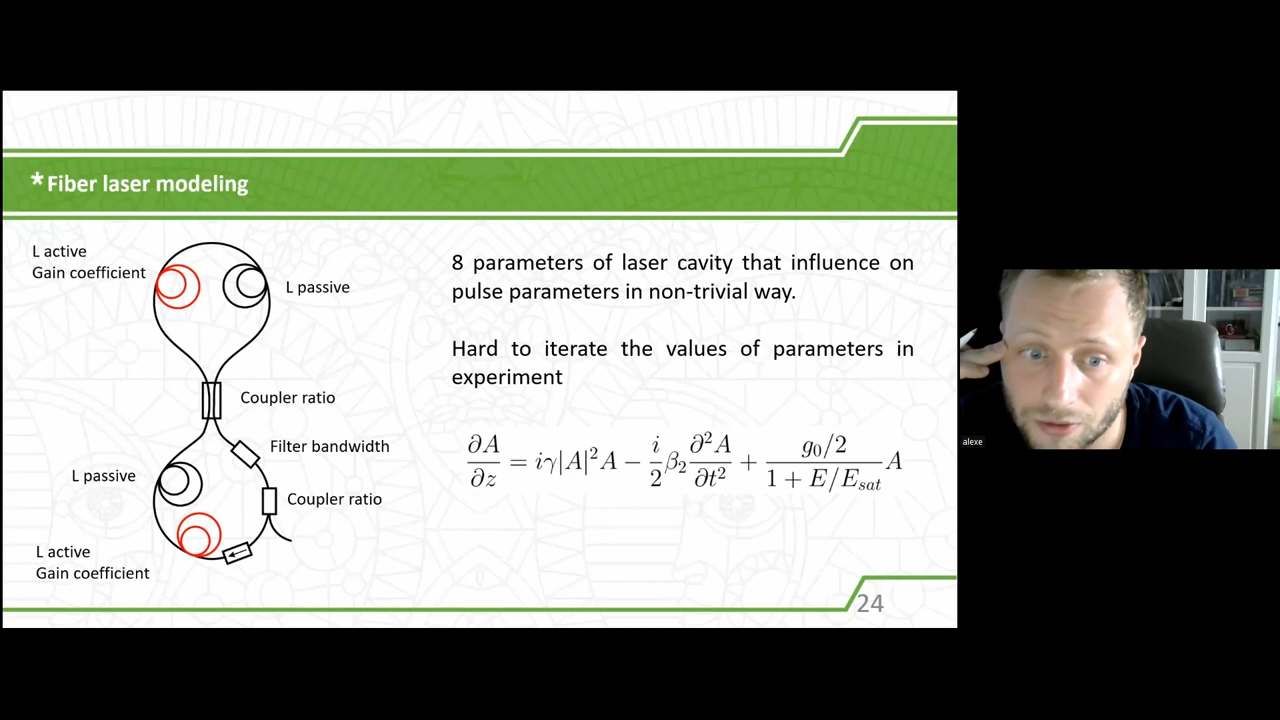 * Fiber laser modeling
L active
Gain coefficient
L passive
Coupler ratio
Filter bandwidth
L passive
Coupler ratio
L active
Gain coefficient
8 parameters of laser cavity that influence on
pulse parameters in non-trivial way.
Hard to iterate the values of parameters in
experiment
∂A/∂z = iγ|A|²A − i/2 β₂ ∂²A/∂t² + (g₀/2)/(1 + E/E_sat) A
24
alexe